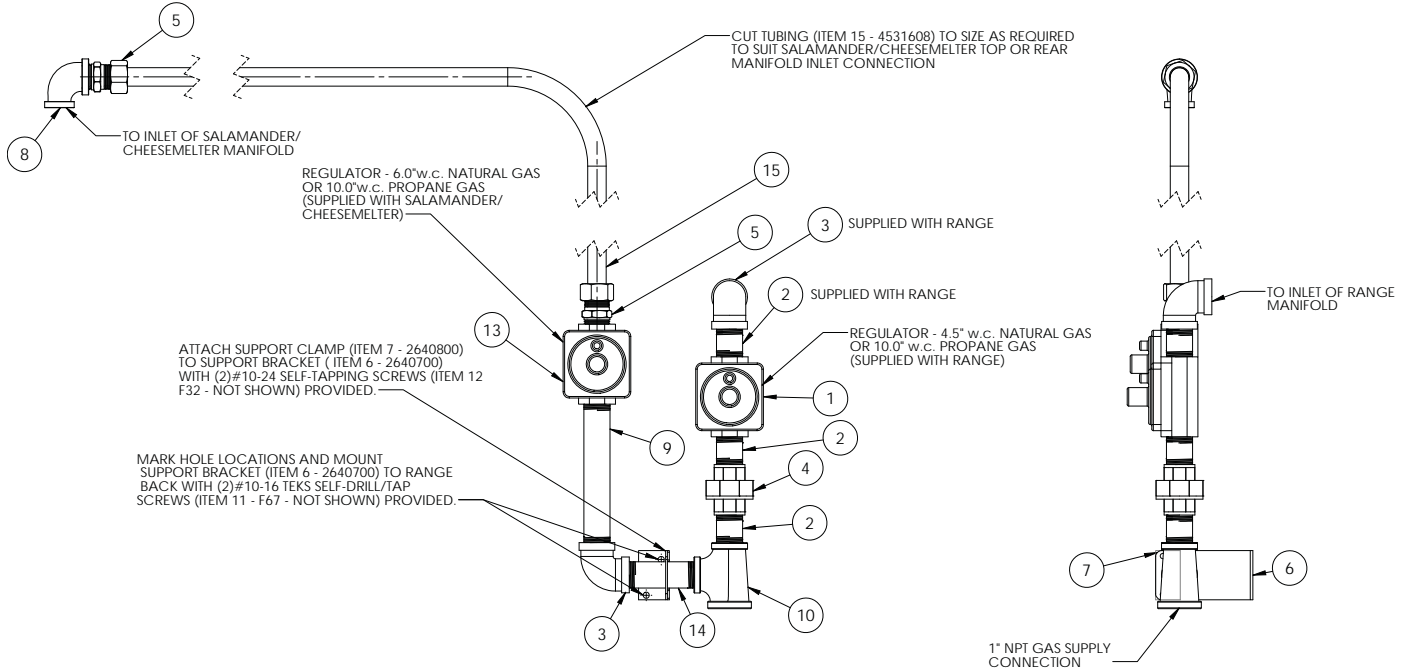 5
CUT TUBING (ITEM 15 - 4531608) TO SIZE AS REQUIRED
TO SUIT SALAMANDER/CHEESEMELTER TOP OR REAR
MANIFOLD INLET CONNECTION
8
TO INLET OF SALAMANDER/
CHEESEMELTER MANIFOLD
REGULATOR - 6.0"w.c. NATURAL GAS
OR 10.0"w.c. PROPANE GAS
(SUPPLIED WITH SALAMANDER/
CHEESEMELTER)
15
5
3 SUPPLIED WITH RANGE
2 SUPPLIED WITH RANGE
TO INLET OF RANGE
MANIFOLD
13
REGULATOR - 4.5" w.c. NATURAL GAS
OR 10.0" w.c. PROPANE GAS
(SUPPLIED WITH RANGE)
ATTACH SUPPORT CLAMP (ITEM 7 - 2640800)
TO SUPPORT BRACKET ( ITEM 6 - 2640700)
WITH (2)#10-24 SELF-TAPPING SCREWS (ITEM 12
F32 - NOT SHOWN) PROVIDED.
1
9
2
MARK HOLE LOCATIONS AND MOUNT
SUPPORT BRACKET (ITEM 6 - 2640700) TO RANGE
BACK WITH (2)#10-16 TEKS SELF-DRILL/TAP
SCREWS (ITEM 11 - F67 - NOT SHOWN) PROVIDED.
4
2
7
6
10
3
14
1" NPT GAS SUPPLY
CONNECTION